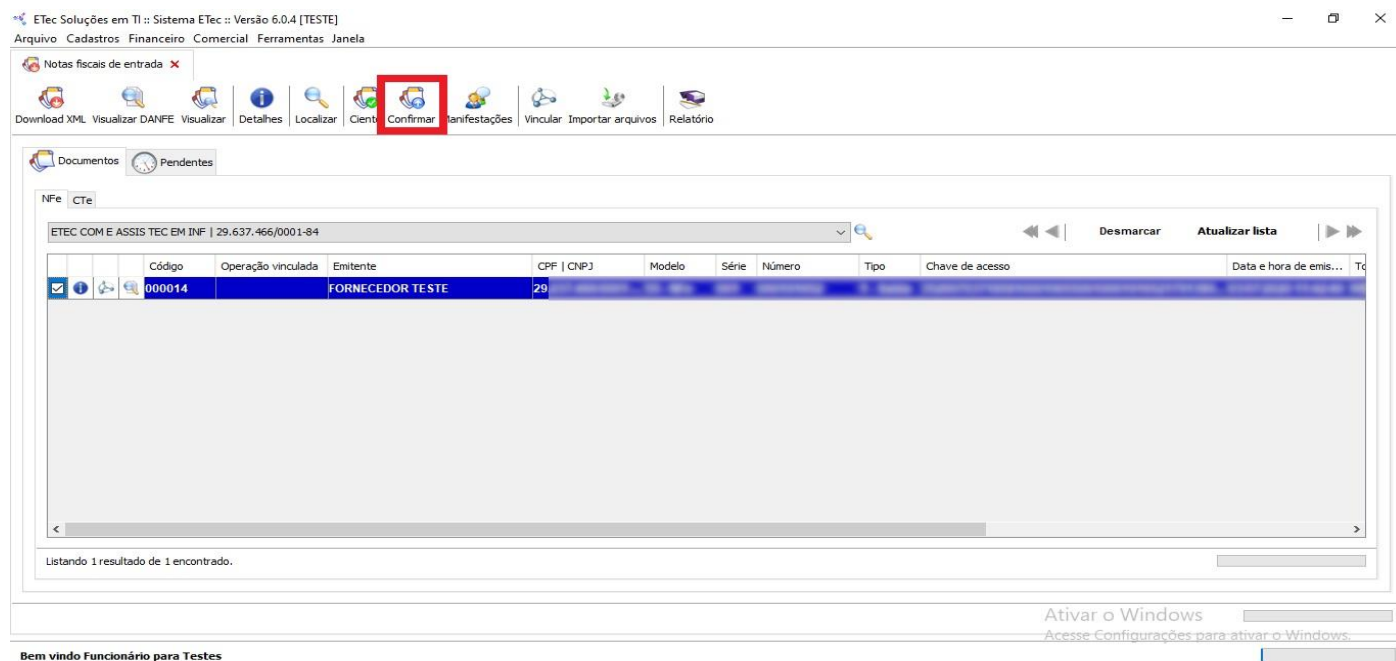 ETec Soluções em TI :: Sistema ETec :: Versão 6.0.4 [TESTE]
Arquivo Cadastros Financeiro Comercial Ferramentas Janela
Notas fiscais de entrada
Download XML Visualizar DANFE Visualizar Detalhes Localizar Ciente Confirmar Manifestações Vincular Importar arquivos Relatório
Documentos Pendentes
NFe CTe
ETEC COM E ASSIS TEC EM INF | 29.637.466/0001-84 Desmarcar Atualizar lista
Código Operação vinculada Emitente CPF | CNPJ Modelo Série Número Tipo Chave de acesso Data e hora de emis... To
000014 FORNECEDOR TESTE 29
Listando 1 resultado de 1 encontrado.
Ativar o Windows
Acesse Configurações para ativar o Windows.
Bem vindo Funcionário para Testes